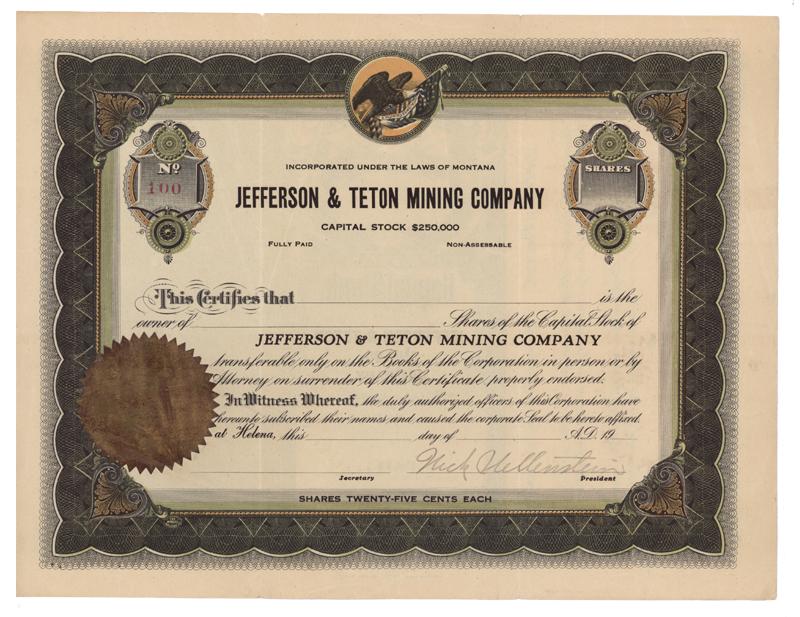 INCORPORATED UNDER THE LAWS OF MONTANA
Nº
100
SHARES
JEFFERSON & TETON MINING COMPANY
CAPITAL STOCK $250,000
FULLY PAID NON-ASSESSABLE
This Certifies that is the
owner of Shares of the Capital Stock of
JEFFERSON & TETON MINING COMPANY
transferable only on the Books of the Corporation in person or by
Attorney on surrender of this Certificate properly endorsed.
In Witness Whereof, the duly authorized officers of this Corporation have
hereunto subscribed their names and caused the corporate Seal to be hereto affixed
at Helena, this day of A.D. 19
Nick
Secretary President
SHARES TWENTY-FIVE CENTS EACH